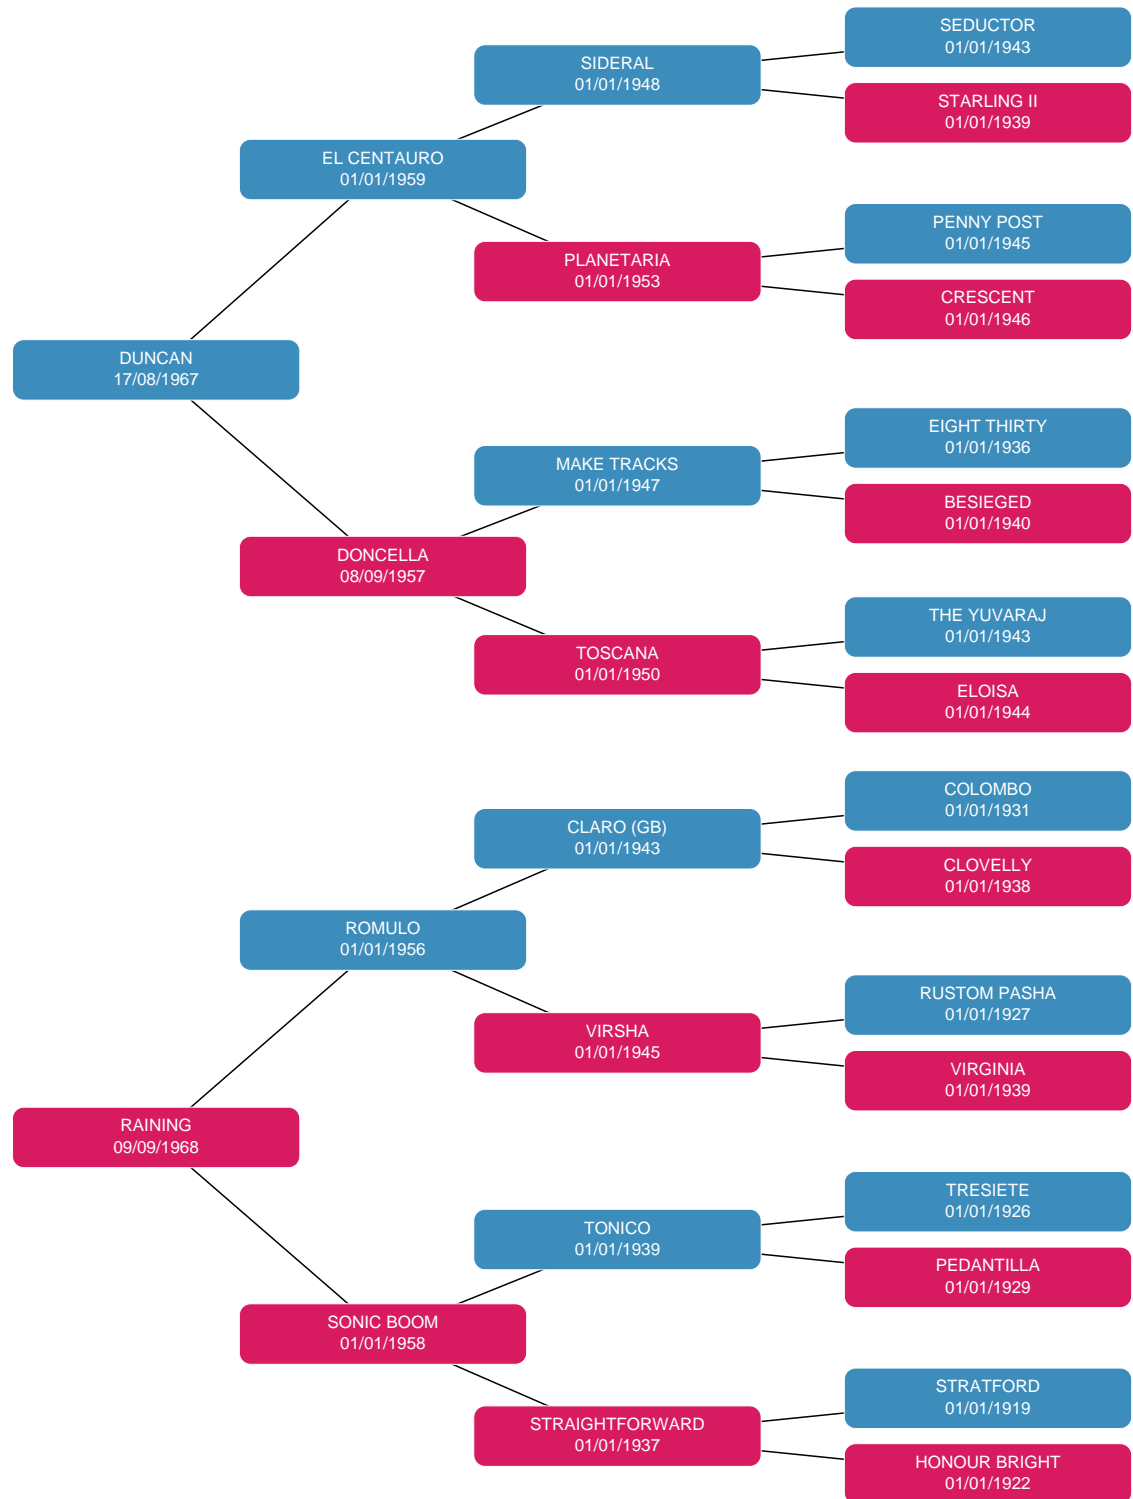 SEDUCTOR
01/01/1943
SIDERAL
01/01/1948
STARLING II
01/01/1939
EL CENTAURO
01/01/1959
PENNY POST
01/01/1945
PLANETARIA
01/01/1953
CRESCENT
01/01/1946
DUNCAN
17/08/1967
EIGHT THIRTY
01/01/1936
MAKE TRACKS
01/01/1947
BESIEGED
01/01/1940
DONCELLA
08/09/1957
THE YUVARAJ
01/01/1943
TOSCANA
01/01/1950
ELOISA
01/01/1944
COLOMBO
01/01/1931
CLARO (GB)
01/01/1943
CLOVELLY
01/01/1938
ROMULO
01/01/1956
RUSTOM PASHA
01/01/1927
VIRSHA
01/01/1945
VIRGINIA
01/01/1939
RAINING
09/09/1968
TRESIETE
01/01/1926
TONICO
01/01/1939
PEDANTILLA
01/01/1929
SONIC BOOM
01/01/1958
STRATFORD
01/01/1919
STRAIGHTFORWARD
01/01/1937
HONOUR BRIGHT
01/01/1922